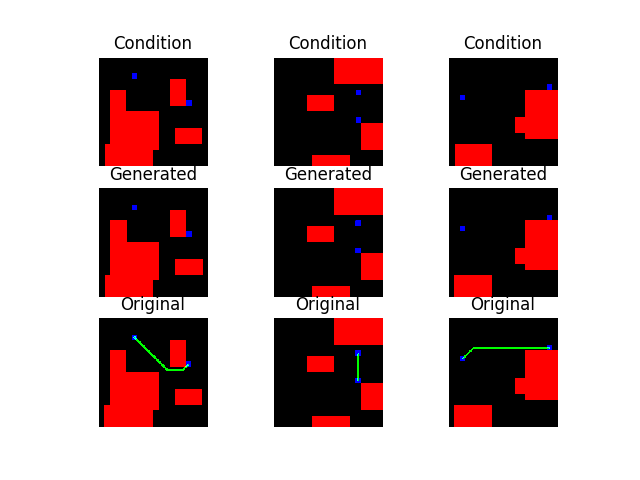 Condition Condition Condition
Generated Generated Generated
Original Original Original